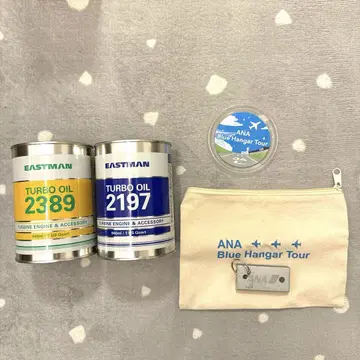 EASTMAN
TURBO OIL
2389
TURBINE ENGINE & ACCESSORY
EASTMAN
TURBO OIL
2197
TURBINE ENGINE & ACCESSORY
ANA
Blue Hangar Tour
ANA
Blue Hangar Tour
ANA